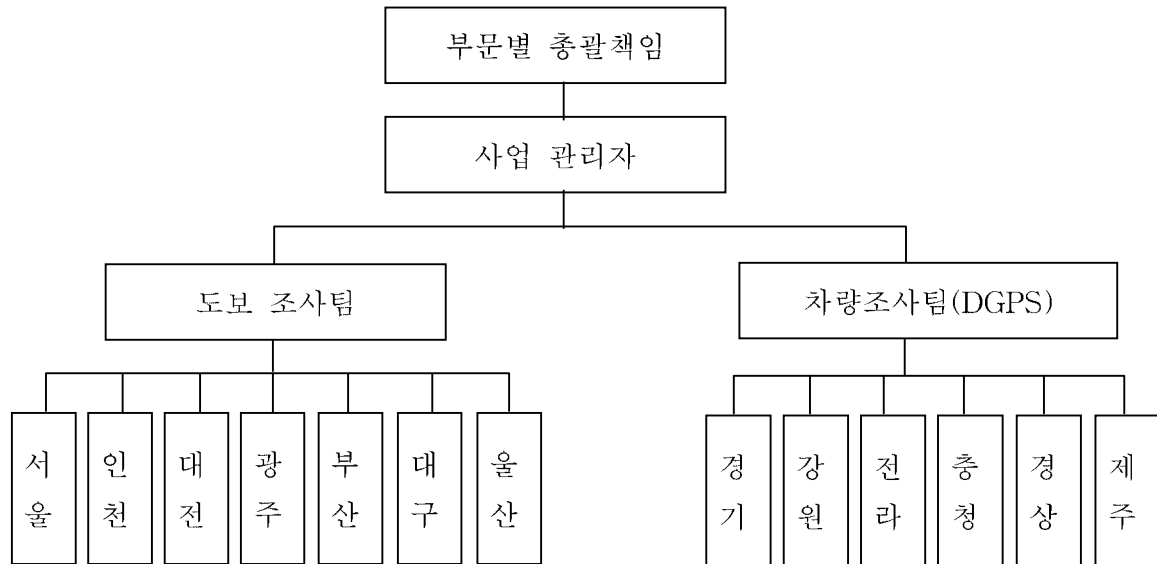 부문별 총괄책임
사업 관리자
도보 조사팀
차량조사팀(DGPS)
서울
인천
대전
광주
부산
대구
울산
경기
강원
전라
충청
경상
제주